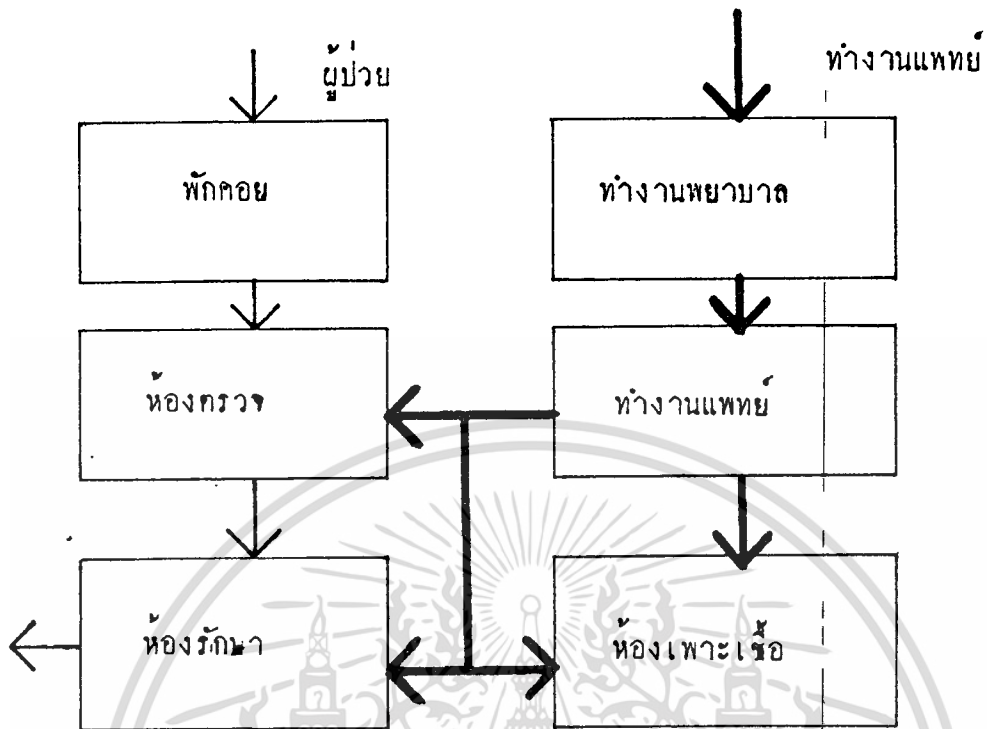 ผู้ป่วย
ทำงานแพทย์
พักคอย
ทำงานพยาบาล
ห้องตรวจ
ทำงานแพทย์
ห้องรักษา
ห้องเพาะเชื้อ